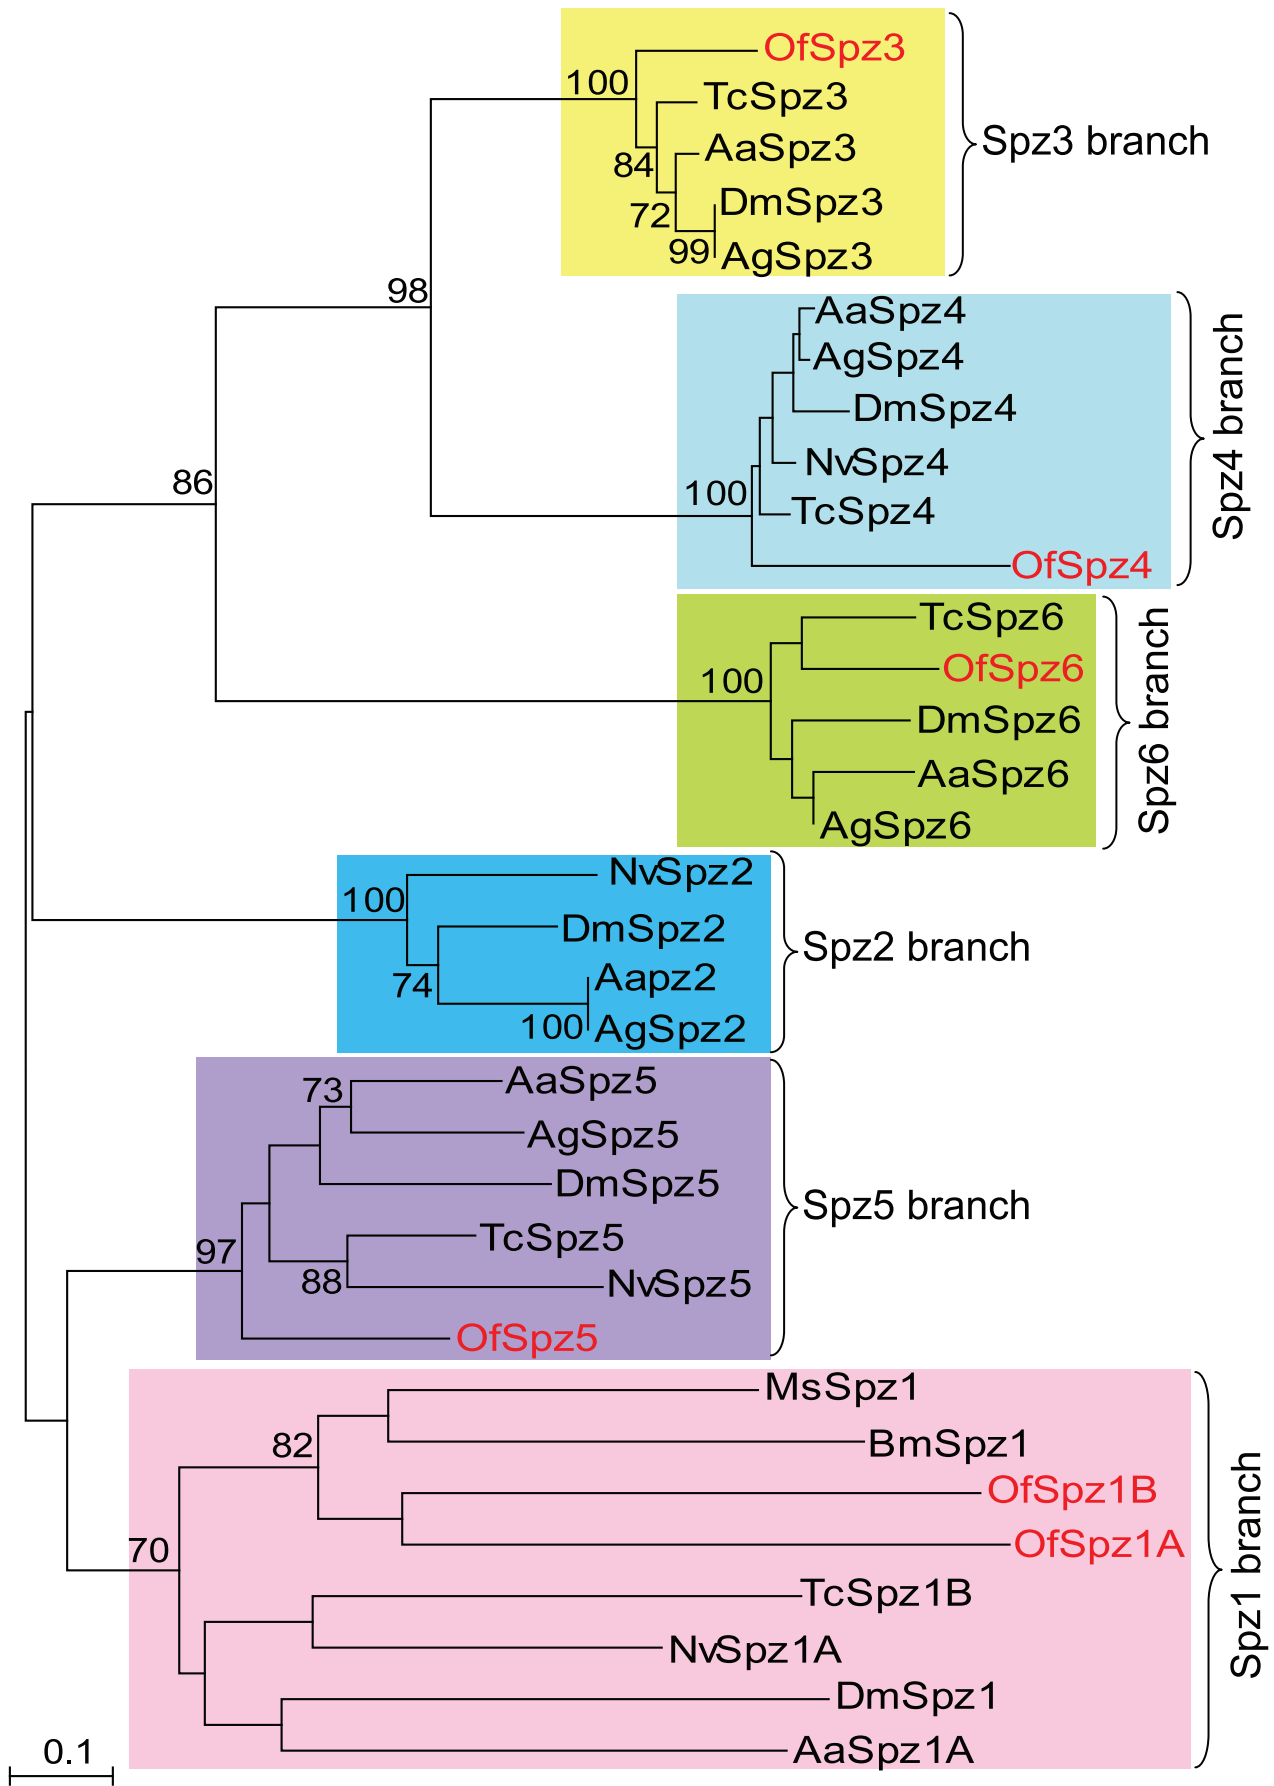 OfSpz3
100
TcSpz3
Spz3 branch
AaSpz3
84
DmSpz3
72
99
AgSpz3
98
AaSpz4
AgSpz4
DmSpz4
Spz4 branch
NvSpz4
86
100
TcSpz4
OfSpz4
TcSpz6
OfSpz6
100
DmSpz6
Spz6 branch
AaSpz6
AgSpz6
NvSpz2
100
DmSpz2
Spz2 branch
Aapz2
74
100
AgSpz2
AaSpz5
73
AgSpz5
DmSpz5
Spz5 branch
TcSpz5
97
88
NvSpz5
OfSpz5
MsSpz1
82
BmSpz1
OfSpz1B
OfSpz1A
70
Spz1 branch
TcSpz1B
NvSpz1A
DmSpz1
AaSpz1A
0.1